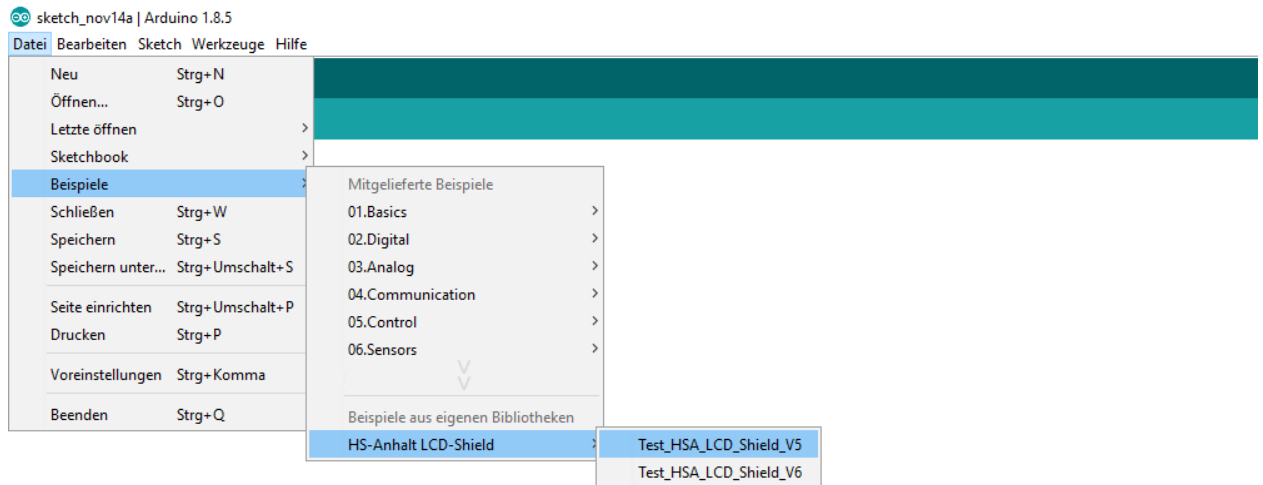 sketch_nov14a | Arduino 1.8.5
Datei Bearbeiten Sketch Werkzeuge Hilfe
Neu Strg+N
Öffnen... Strg+O
Letzte öffnen >
Sketchbook >
Beispiele >
Schließen Strg+W
Speichern Strg+S
Speichern unter... Strg+Umschalt+S
Seite einrichten Strg+Umschalt+P
Drucken Strg+P
Voreinstellungen Strg+Komma
Beenden Strg+Q
Mitgelieferte Beispiele
01.Basics >
02.Digital >
03.Analog >
04.Communication >
05.Control >
06.Sensors >
Beispiele aus eigenen Bibliotheken
HS-Anhalt LCD-Shield >
Test_HSA_LCD_Shield_V5
Test_HSA_LCD_Shield_V6